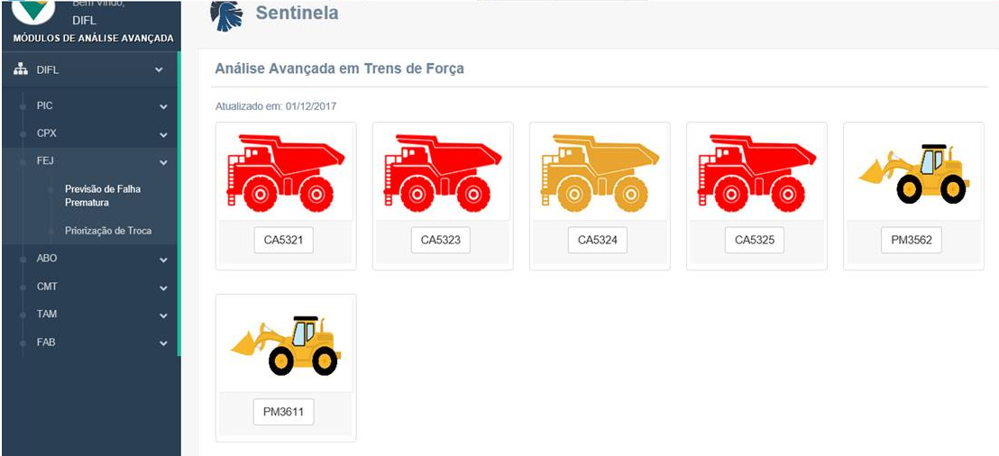 Bem Vindo,
DIFL
MÓDULOS DE ANÁLISE AVANÇADA
DIFL
PIC
CPX
FEJ
Previsão de Falha
Prematura
Priorização de Troca
ABO
CMT
TAM
FAB
Sentinela
Análise Avançada em Trens de Força
Atualizado em: 01/12/2017
CA5321
CA5323
CA5324
CA5325
PM3562
PM3611